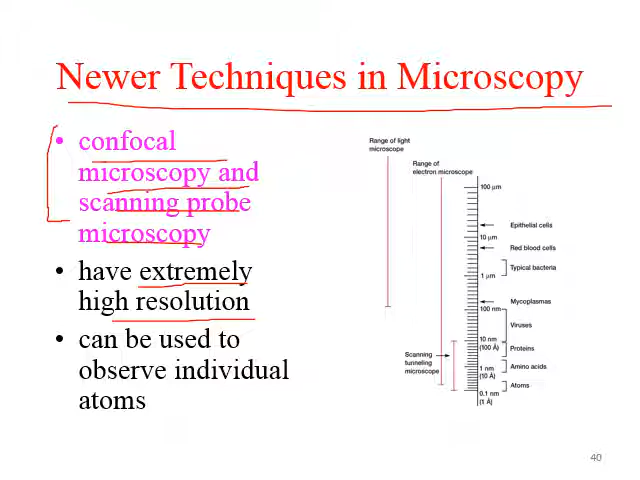 Newer Techniques in Microscopy
• confocal
microscopy and
scanning probe
microscopy
• have extremely
high resolution
• can be used to
observe individual
atoms
Range of light
microscope
Range of
electron microscope
100 µm
Epithelial cells
10 µm
Red blood cells
Typical bacteria
1 µm
Mycoplasmas
100 nm
Viruses
10 nm
(100 Å)
Proteins
Scanning
tunneling
microscope
1 nm
(10 Å)
Amino acids
Atoms
0.1 nm
(1 Å)
40